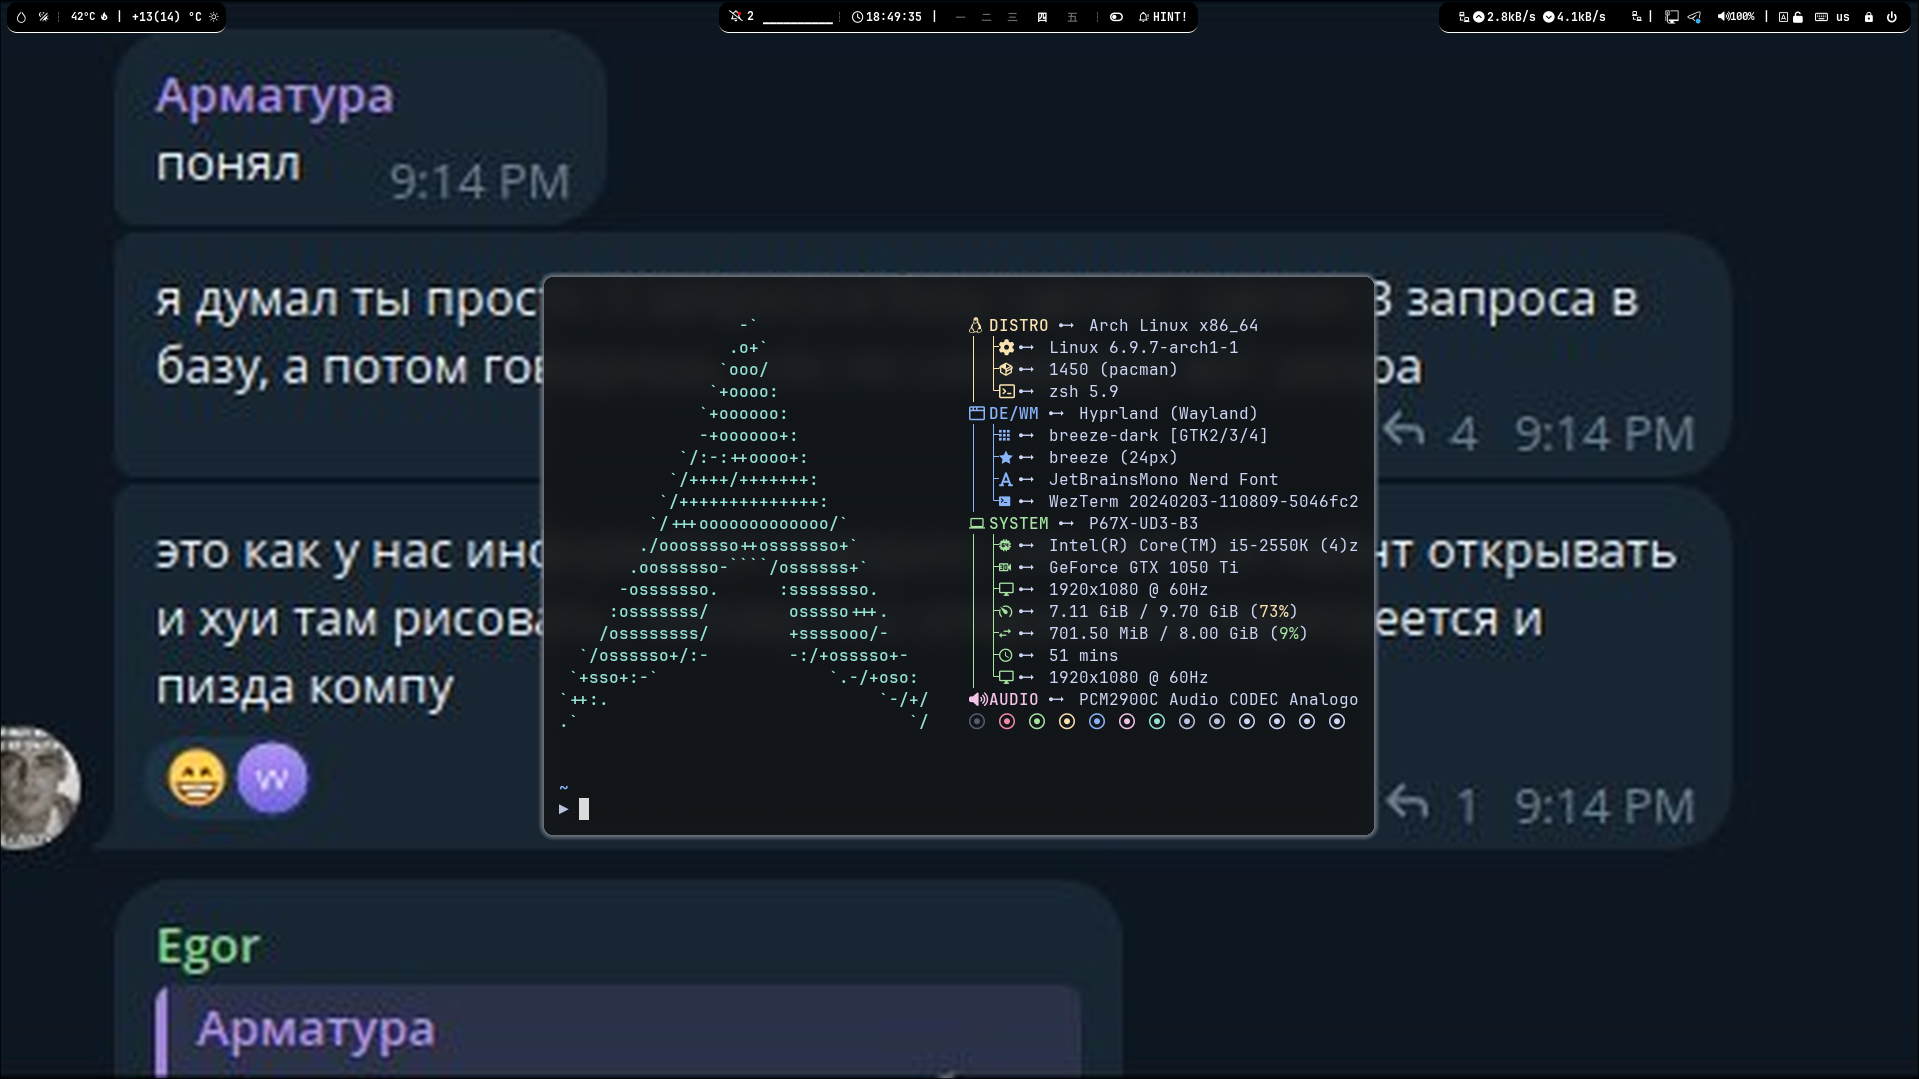 42°C
+13(14) °C
2
18:49:35
一 二 三 四 五
HINT!
2.8kB/s 4.1kB/s
100%
A
us
Арматура
понял
9:14 PM
я думал ты прос
3 запроса в
базу, а потом го
ра
4 9:14 PM
это как у нас
нт открывать
и хуи там рисова
еется и
пизда компу
1 9:14 PM
Egor
Арматура
-`
.o+`
`ooo/
`+oooo:
`+oooooo:
-+oooooo+:
`/:-:++oooo+:
`/++++/+++++++:
`/++++++++++++++:
`/+++ooooooooooooo/`
./ooosssso++osssssso+`
.oossssso-````/ossssss+`
-osssssso. :ssssssso.
:osssssss/ osssso+++.
/ossssssss/ +ssssooo/-
`/ossssso+/:- -:/+osssso+-
`+sso+:-` `.-/+oso:
`++:. `-/+/
.` `/
DISTRO Arch Linux x86_64
Linux 6.9.7-arch1-1
1450 (pacman)
zsh 5.9
DE/WM Hyprland (Wayland)
breeze-dark [GTK2/3/4]
breeze (24px)
JetBrainsMono Nerd Font
WezTerm 20240203-110809-5046fc2
SYSTEM P67X-UD3-B3
Intel(R) Core(TM) i5-2550K (4)z
GeForce GTX 1050 Ti
1920x1080 @ 60Hz
7.11 GiB / 9.70 GiB (73%)
701.50 MiB / 8.00 GiB (9%)
51 mins
1920x1080 @ 60Hz
AUDIO PCM2900C Audio CODEC Analogo
~